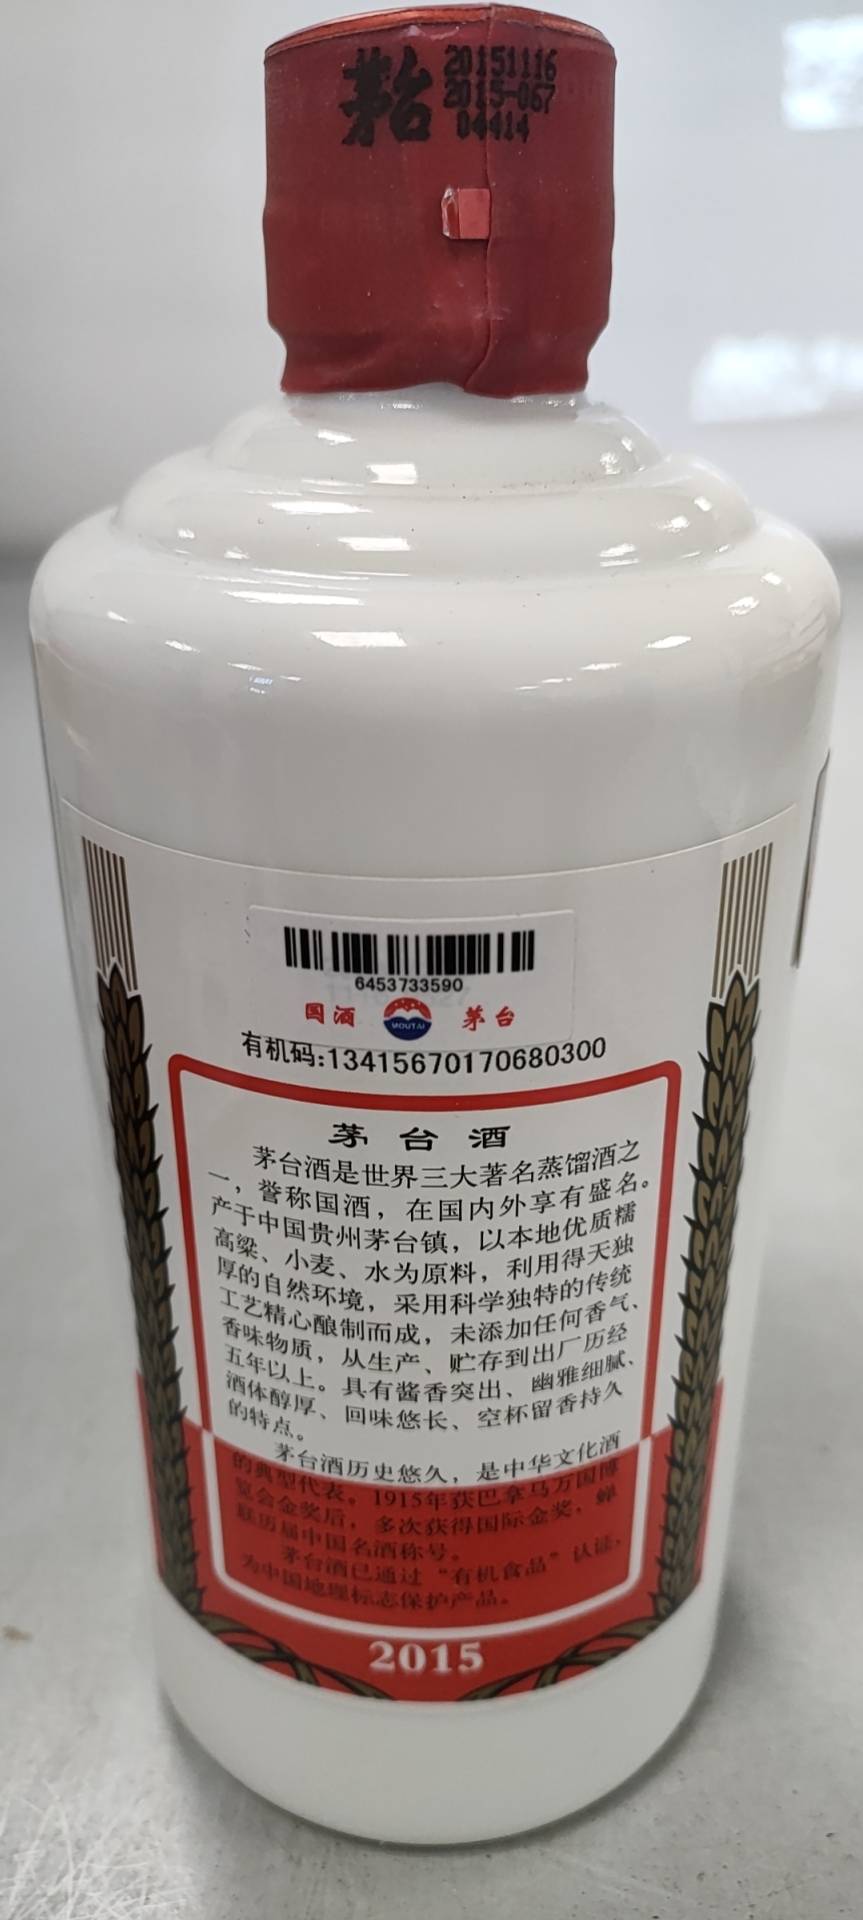 茅台
20151116
2015-067
04414
6453733590
国酒
MOUTAI
茅台
有机码:13415670170680300
茅台酒
茅台酒是世界三大著名蒸馏酒之
一，誉称国酒，在国内外享有盛名。
产于中国贵州茅台镇，以本地优质糯
高粱、小麦、水为原料，利用得天独
厚的自然环境，采用科学独特的传统
工艺精心酿制而成，未添加任何香气、
香味物质，从生产、贮存到出厂历经
五年以上。具有酱香突出、幽雅细腻、
酒体醇厚、回味悠长、空杯留香持久
的特点。
茅台酒历史悠久，是中华文化酒
的典型代表。1915年获巴拿马万国博
览会金奖后，多次获得国际金奖，蝉
联历届中国名酒称号。
茅台酒已通过“有机食品”认证，
为中国地理标志保护产品。
2015